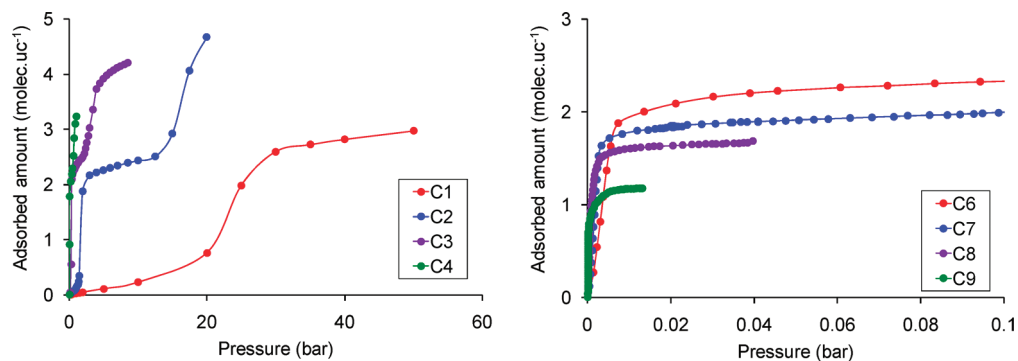 5
4
3
2
1
0
0
20
40
60
Adsorbed amount (molec.uc⁻¹)
Pressure (bar)
C1
C2
C3
C4
3
2
1
0
0
0.02
0.04
0.06
0.08
0.1
Adsorbed amount (molec.uc⁻¹)
Pressure (bar)
C6
C7
C8
C9